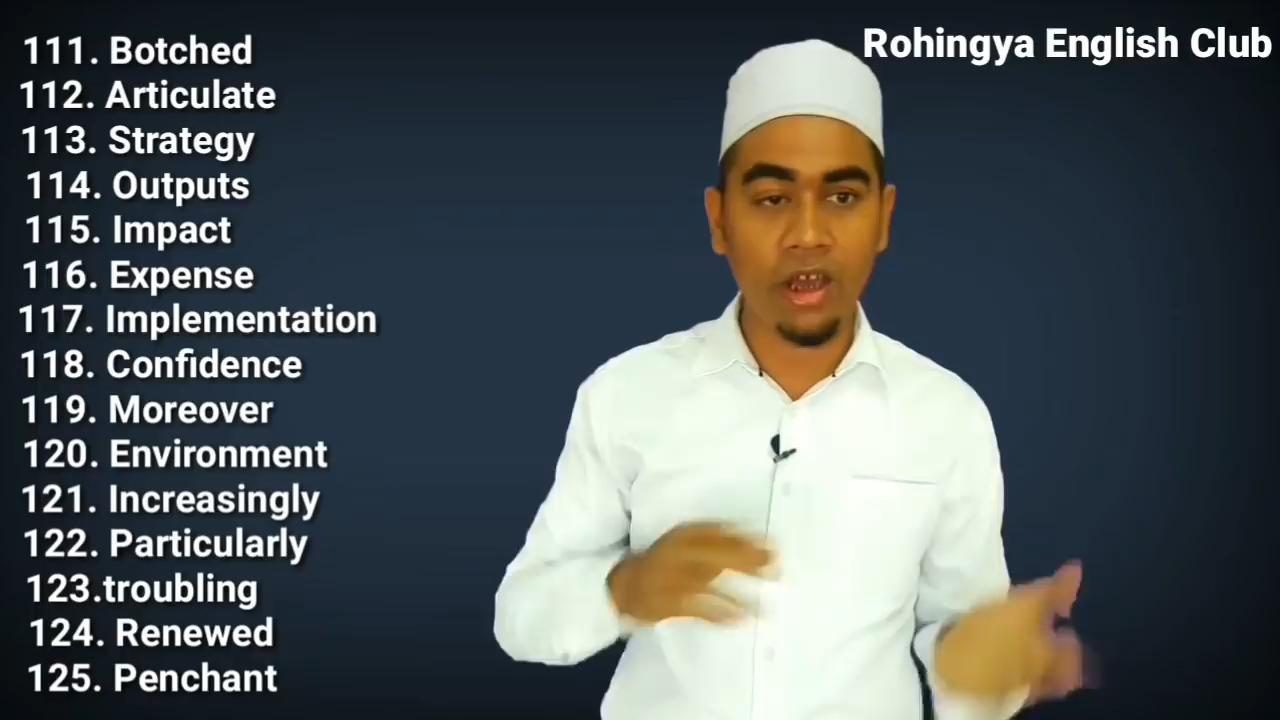 Rohingya English Club
111. Botched
112. Articulate
113. Strategy
114. Outputs
115. Impact
116. Expense
117. Implementation
118. Confidence
119. Moreover
120. Environment
121. Increasingly
122. Particularly
123.troubling
124. Renewed
125. Penchant